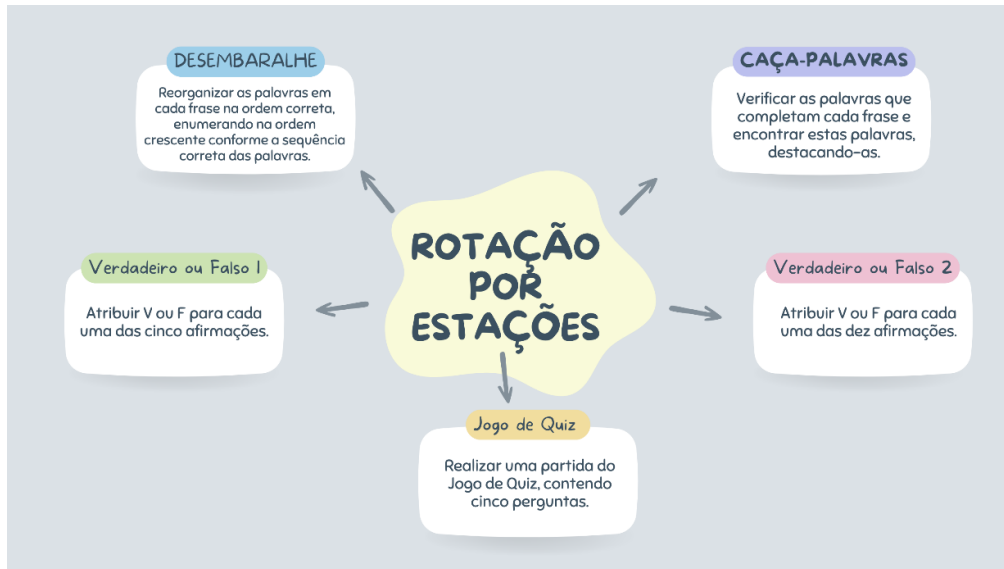 DESEMBARALHE
Reorganizar as palavras em
cada frase na ordem correta,
enumerando na ordem
crescente conforme a sequência
correta das palavras.
CAÇA-PALAVRAS
Verificar as palavras que
completam cada frase e
encontrar estas palavras,
destacando-as.
ROTAÇÃO
POR
ESTAÇÕES
Verdadeiro ou Falso 1
Atribuir V ou F para cada
uma das cinco afirmações.
Verdadeiro ou Falso 2
Atribuir V ou F para cada
uma das dez afirmações.
Jogo de Quiz
Realizar uma partida do
Jogo de Quiz, contendo
cinco perguntas.